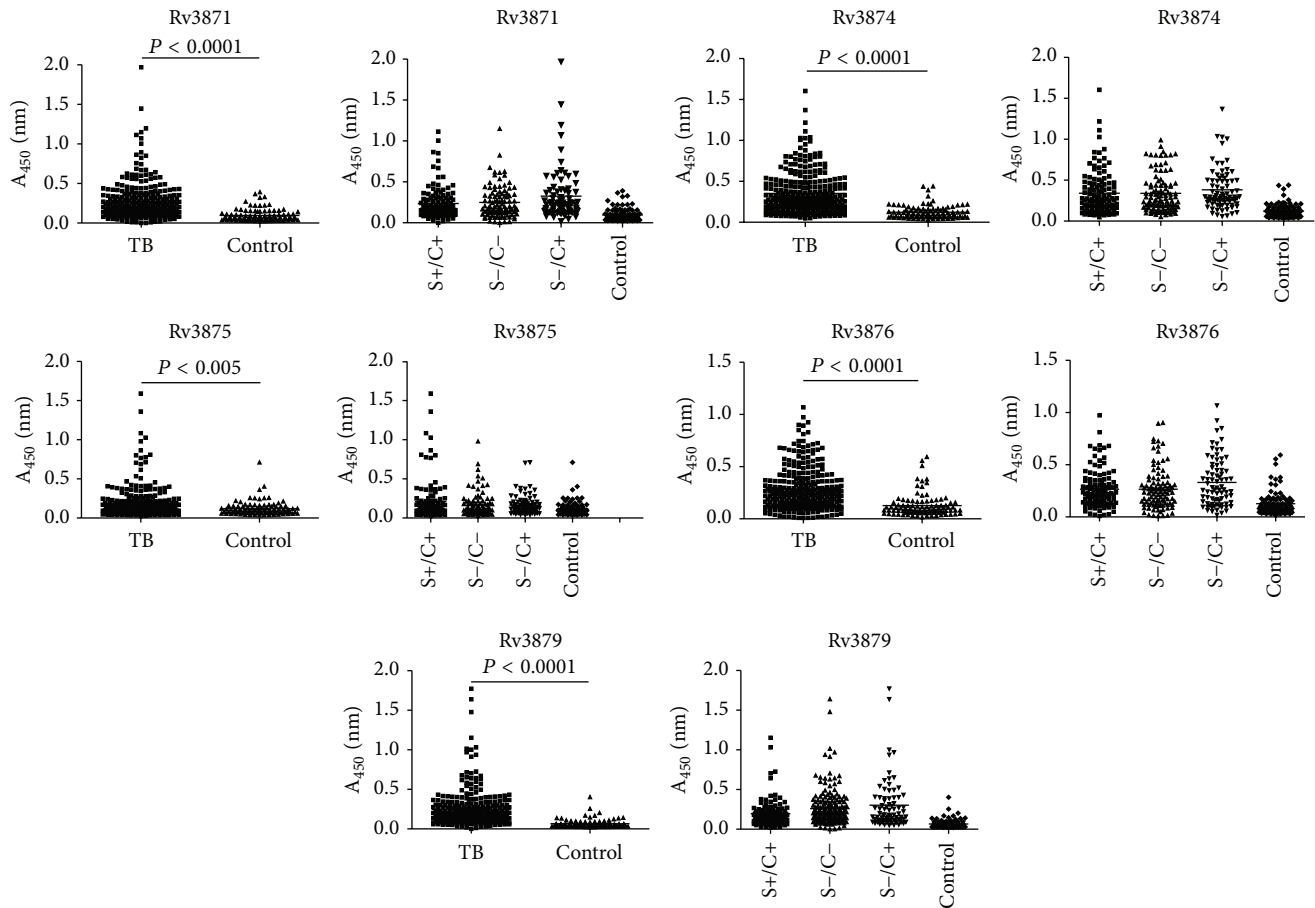 Rv3871
P < 0.0001
A450 (nm)
2.0
1.5
1.0
0.5
0.0
TB
Control
Rv3871
A450 (nm)
2.0
1.5
1.0
0.5
0.0
S+/C+
S−/C−
S−/C+
Control
Rv3874
P < 0.0001
A450 (nm)
2.0
1.5
1.0
0.5
0.0
TB
Control
Rv3874
A450 (nm)
2.0
1.5
1.0
0.5
0.0
S+/C+
S−/C−
S−/C+
Control
Rv3875
P < 0.005
A450 (nm)
2.0
1.5
1.0
0.5
0.0
TB
Control
Rv3875
A450 (nm)
2.0
1.5
1.0
0.5
0.0
S+/C+
S−/C−
S−/C+
Control
Rv3876
P < 0.0001
A450 (nm)
1.5
1.0
0.5
0.0
TB
Control
Rv3876
A450 (nm)
1.5
1.0
0.5
0.0
S+/C+
S−/C−
S−/C+
Control
Rv3879
P < 0.0001
A450 (nm)
2.0
1.5
1.0
0.5
0.0
TB
Control
Rv3879
A450 (nm)
2.0
1.5
1.0
0.5
0.0
S+/C+
S−/C−
S−/C+
Control